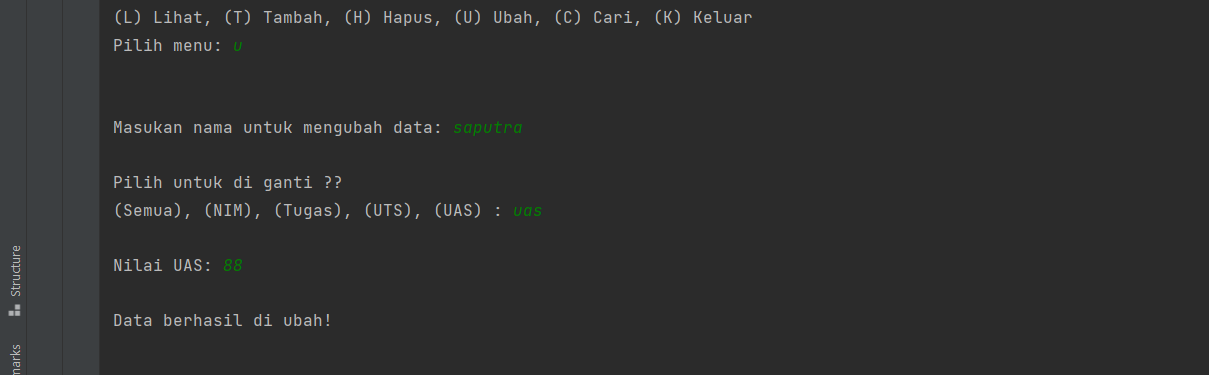 (L) Lihat, (T) Tambah, (H) Hapus, (U) Ubah, (C) Cari, (K) Keluar
Pilih menu: u
Masukan nama untuk mengubah data: saputra
Pilih untuk di ganti ??
(Semua), (NIM), (Tugas), (UTS), (UAS) : uas
Nilai UAS: 88
Data berhasil di ubah!
Structure
marks